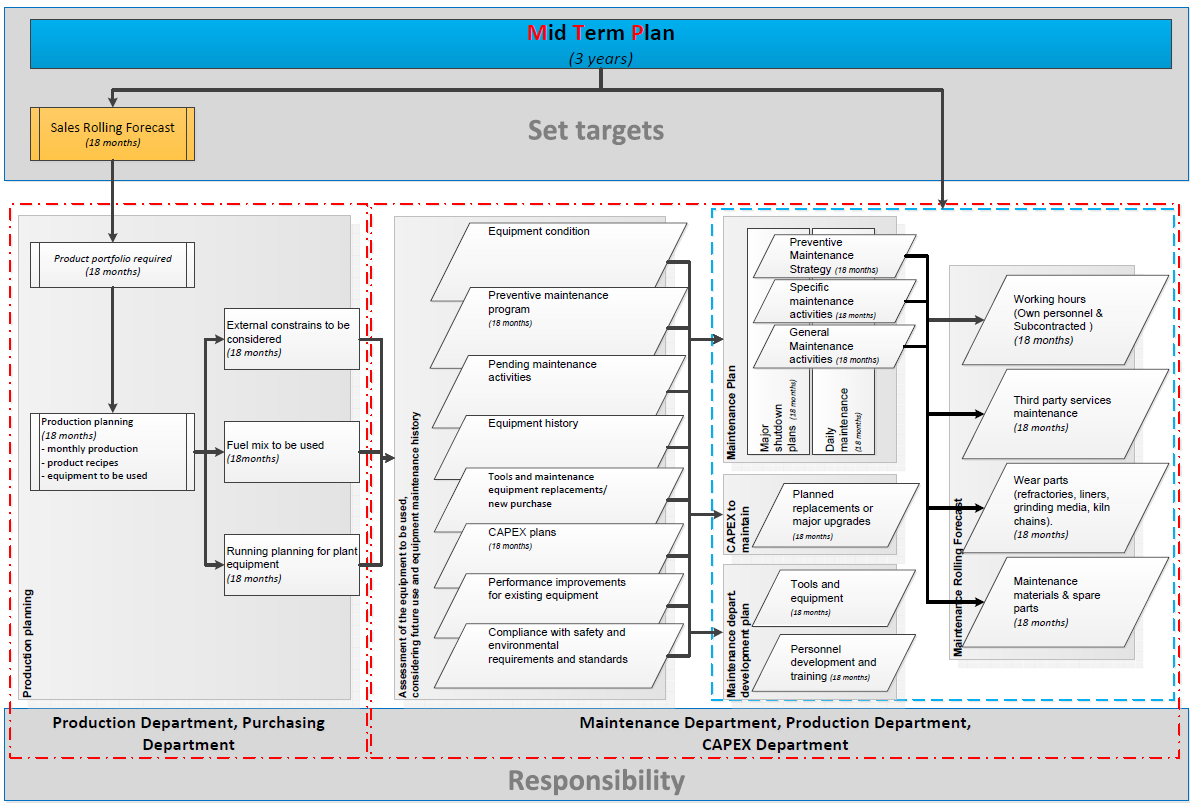 Mid Term Plan
(3 years)
Sales Rolling Forecast
(18 months)
Set targets
Product portfolio required
(18 months)
Production planning
(18 months)
- monthly production
- product recipes
- equipment to be used
External constrains to be
considered
(18 months)
Fuel mix to be used
(18months)
Running planning for plant
equipment
(18 months)
Production planning
Assessment of the equipment to be used,
considering future use and equipment maintenance history
Equipment condition
Preventive maintenance
program
(18 months)
Pending maintenance
activities
Equipment history
Tools and maintenance
equipment replacements/
new purchase
CAPEX plans
(18 months)
Performance improvements
for existing equipment
Compliance with safety and
environmental
requirements and standards
Maintenance Plan
Preventive
Maintenance
Strategy (18 months)
Specific
maintenance
activities (18 months)
General
Maintenance
activities (18 months)
Major
shutdown
plans (18 months)
Daily
maintenance
(18 months)
CAPEX to
maintain
Planned
replacements or
major upgrades
(18 months)
Maintenance depart.
development plan
Tools and
equipment
(18 months)
Personnel
development and
training (18 months)
Maintenance Rolling Forecast
Working hours
(Own personnel &
Subcontracted )
(18 months)
Third party services
maintenance
(18 months)
Wear parts
(refractories, liners,
grinding media, kiln
chains).
(18 months)
Maintenance
materials & spare
parts
(18 months)
Production Department, Purchasing
Department
Maintenance Department, Production Department,
CAPEX Department
Responsibility